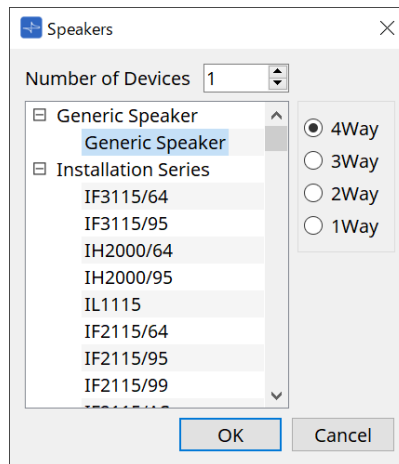 Speakers
Number of Devices 1
Generic Speaker
Generic Speaker
Installation Series
IF3115/64
IF3115/95
IH2000/64
IH2000/95
IL1115
IF2115/64
IF2115/95
IF2115/99
4Way
3Way
2Way
1Way
OK
Cancel